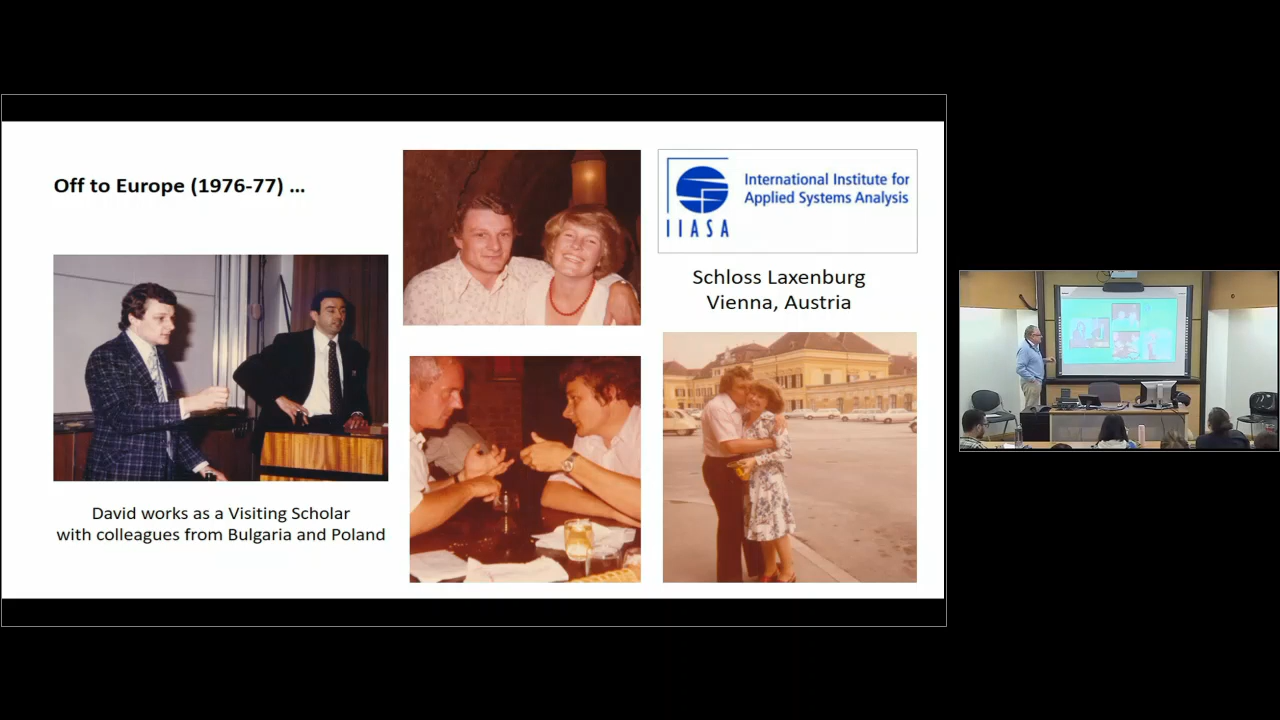 Off to Europe (1976-77) ...
International Institute for
Applied Systems Analysis
IIASA
Schloss Laxenburg
Vienna, Austria
David works as a Visiting Scholar
with colleagues from Bulgaria and Poland